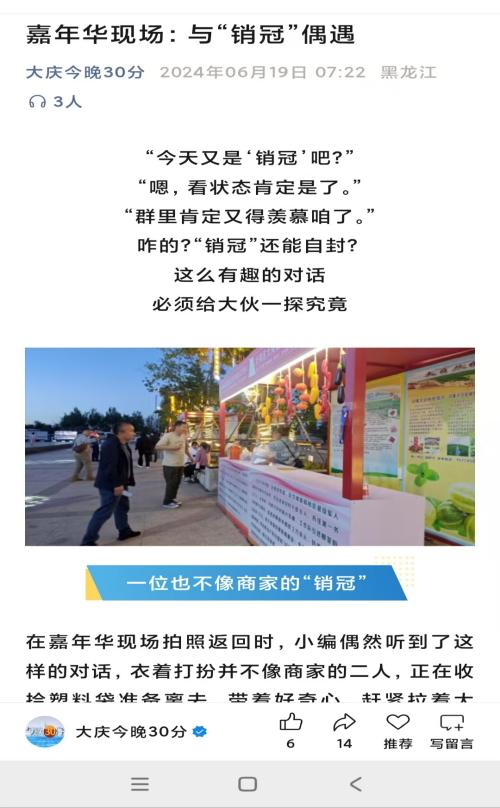 嘉年华现场：与“销冠”偶遇
大庆今晚30分 2024年06月19日 07:22 黑龙江
3人
“今天又是‘销冠’吧?”
“嗯，看状态肯定是了。”
“群里肯定又得羡慕咱了。”
咋的?“销冠”还能自封?
这么有趣的对话
必须给大伙一探究竟
一位也不像商家的“销冠”
在嘉年华现场拍照返回时，小编偶然听到了这
样的对话，衣着打扮并不像商家的二人，正在收
拾塑料袋准备离去，带着好奇心，赶紧拉着大
大庆今晚30分
6
14
推荐
写留言